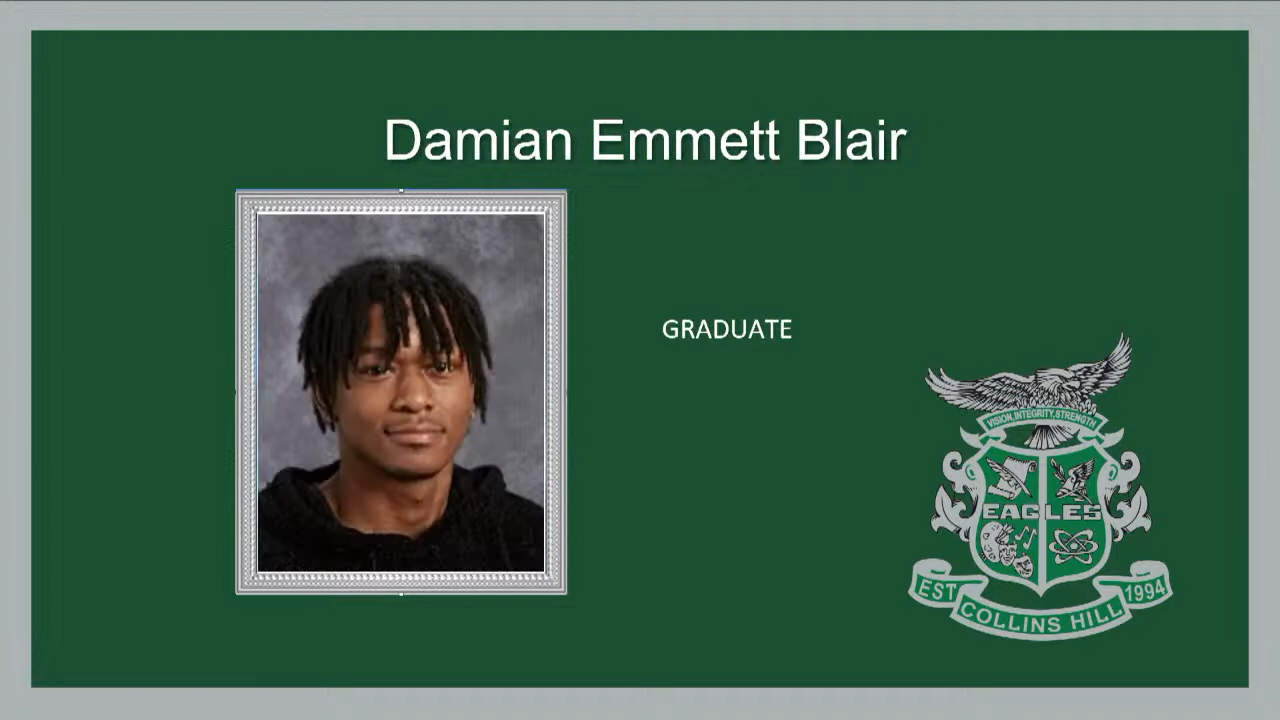 Damian Emmett Blair
GRADUATE
VISION, INTEGRITY, STRENGTH
EAGLES
EST 1994
COLLINS HILL